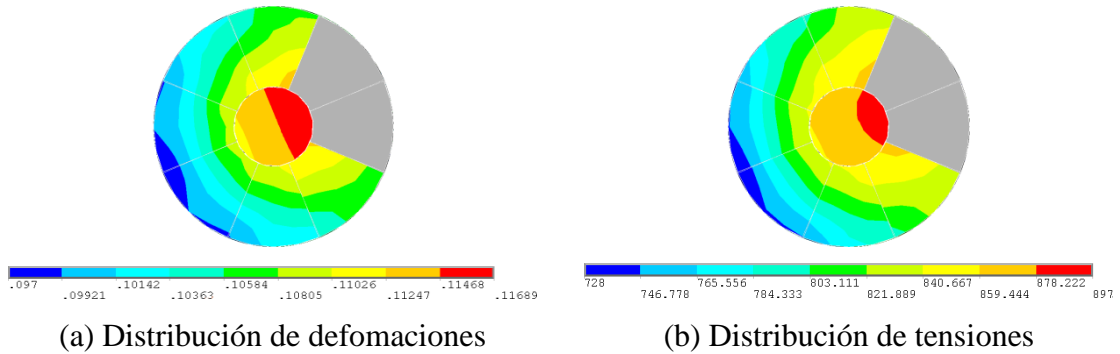 .097 .10142 .10584 .11026 .11468
.09921 .10363 .10805 .11247 .11689
728 765.556 803.111 840.667 878.222
746.778 784.333 821.889 859.444 897
(a) Distribución de defomaciones
(b) Distribución de tensiones